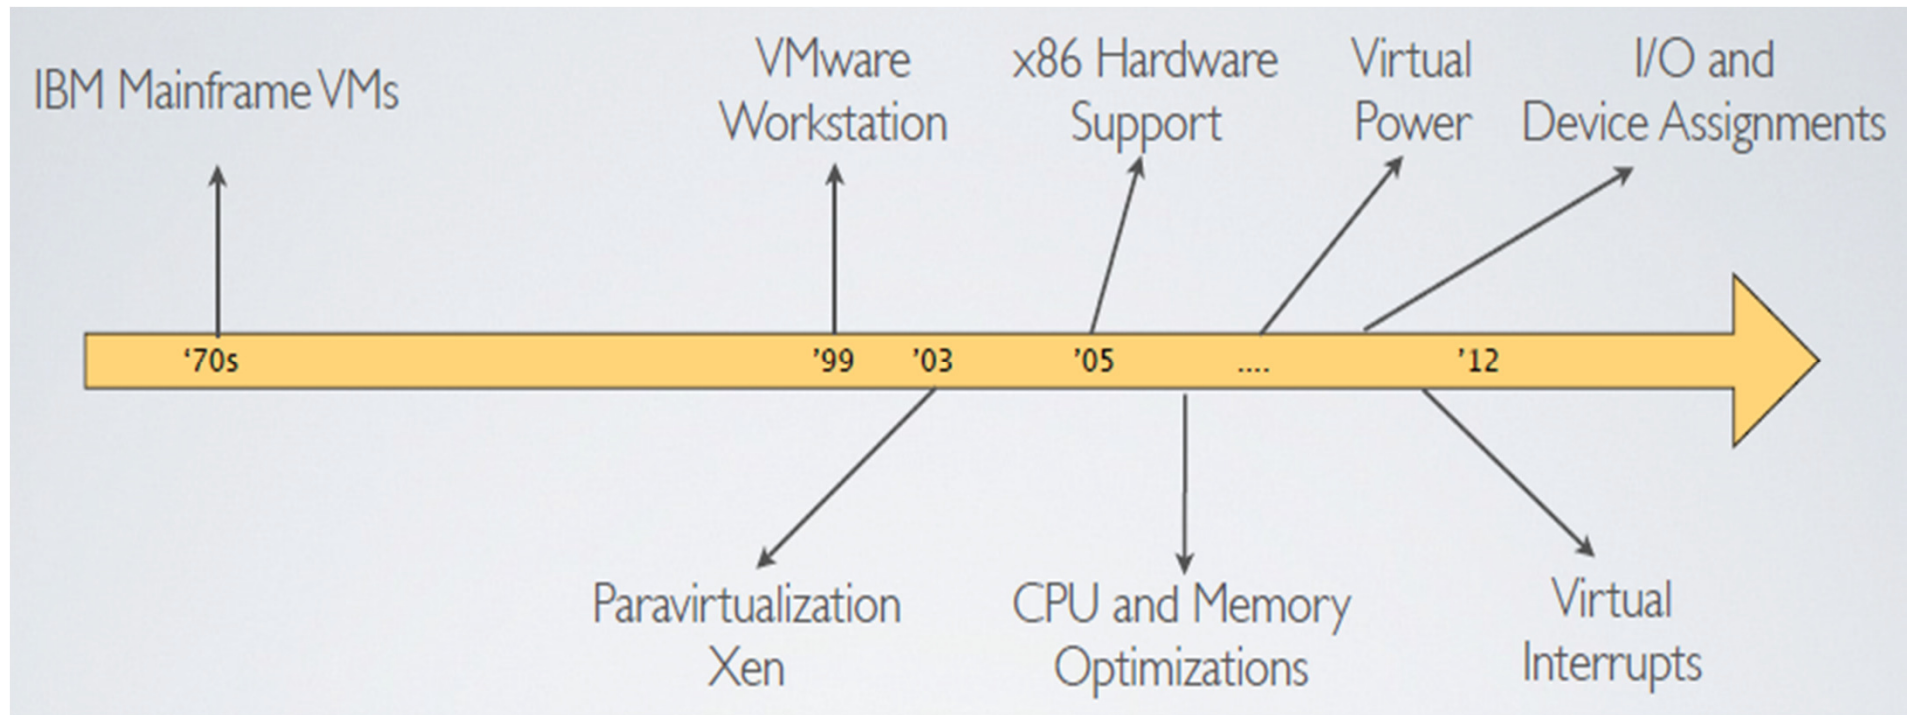 IBM Mainframe VMs
VMware
Workstation
x86 Hardware
Support
Virtual
Power
I/O and
Device Assignments
‘70s
’99
’03
’05
....
’12
Paravirtualization
Xen
CPU and Memory
Optimizations
Virtual
Interrupts